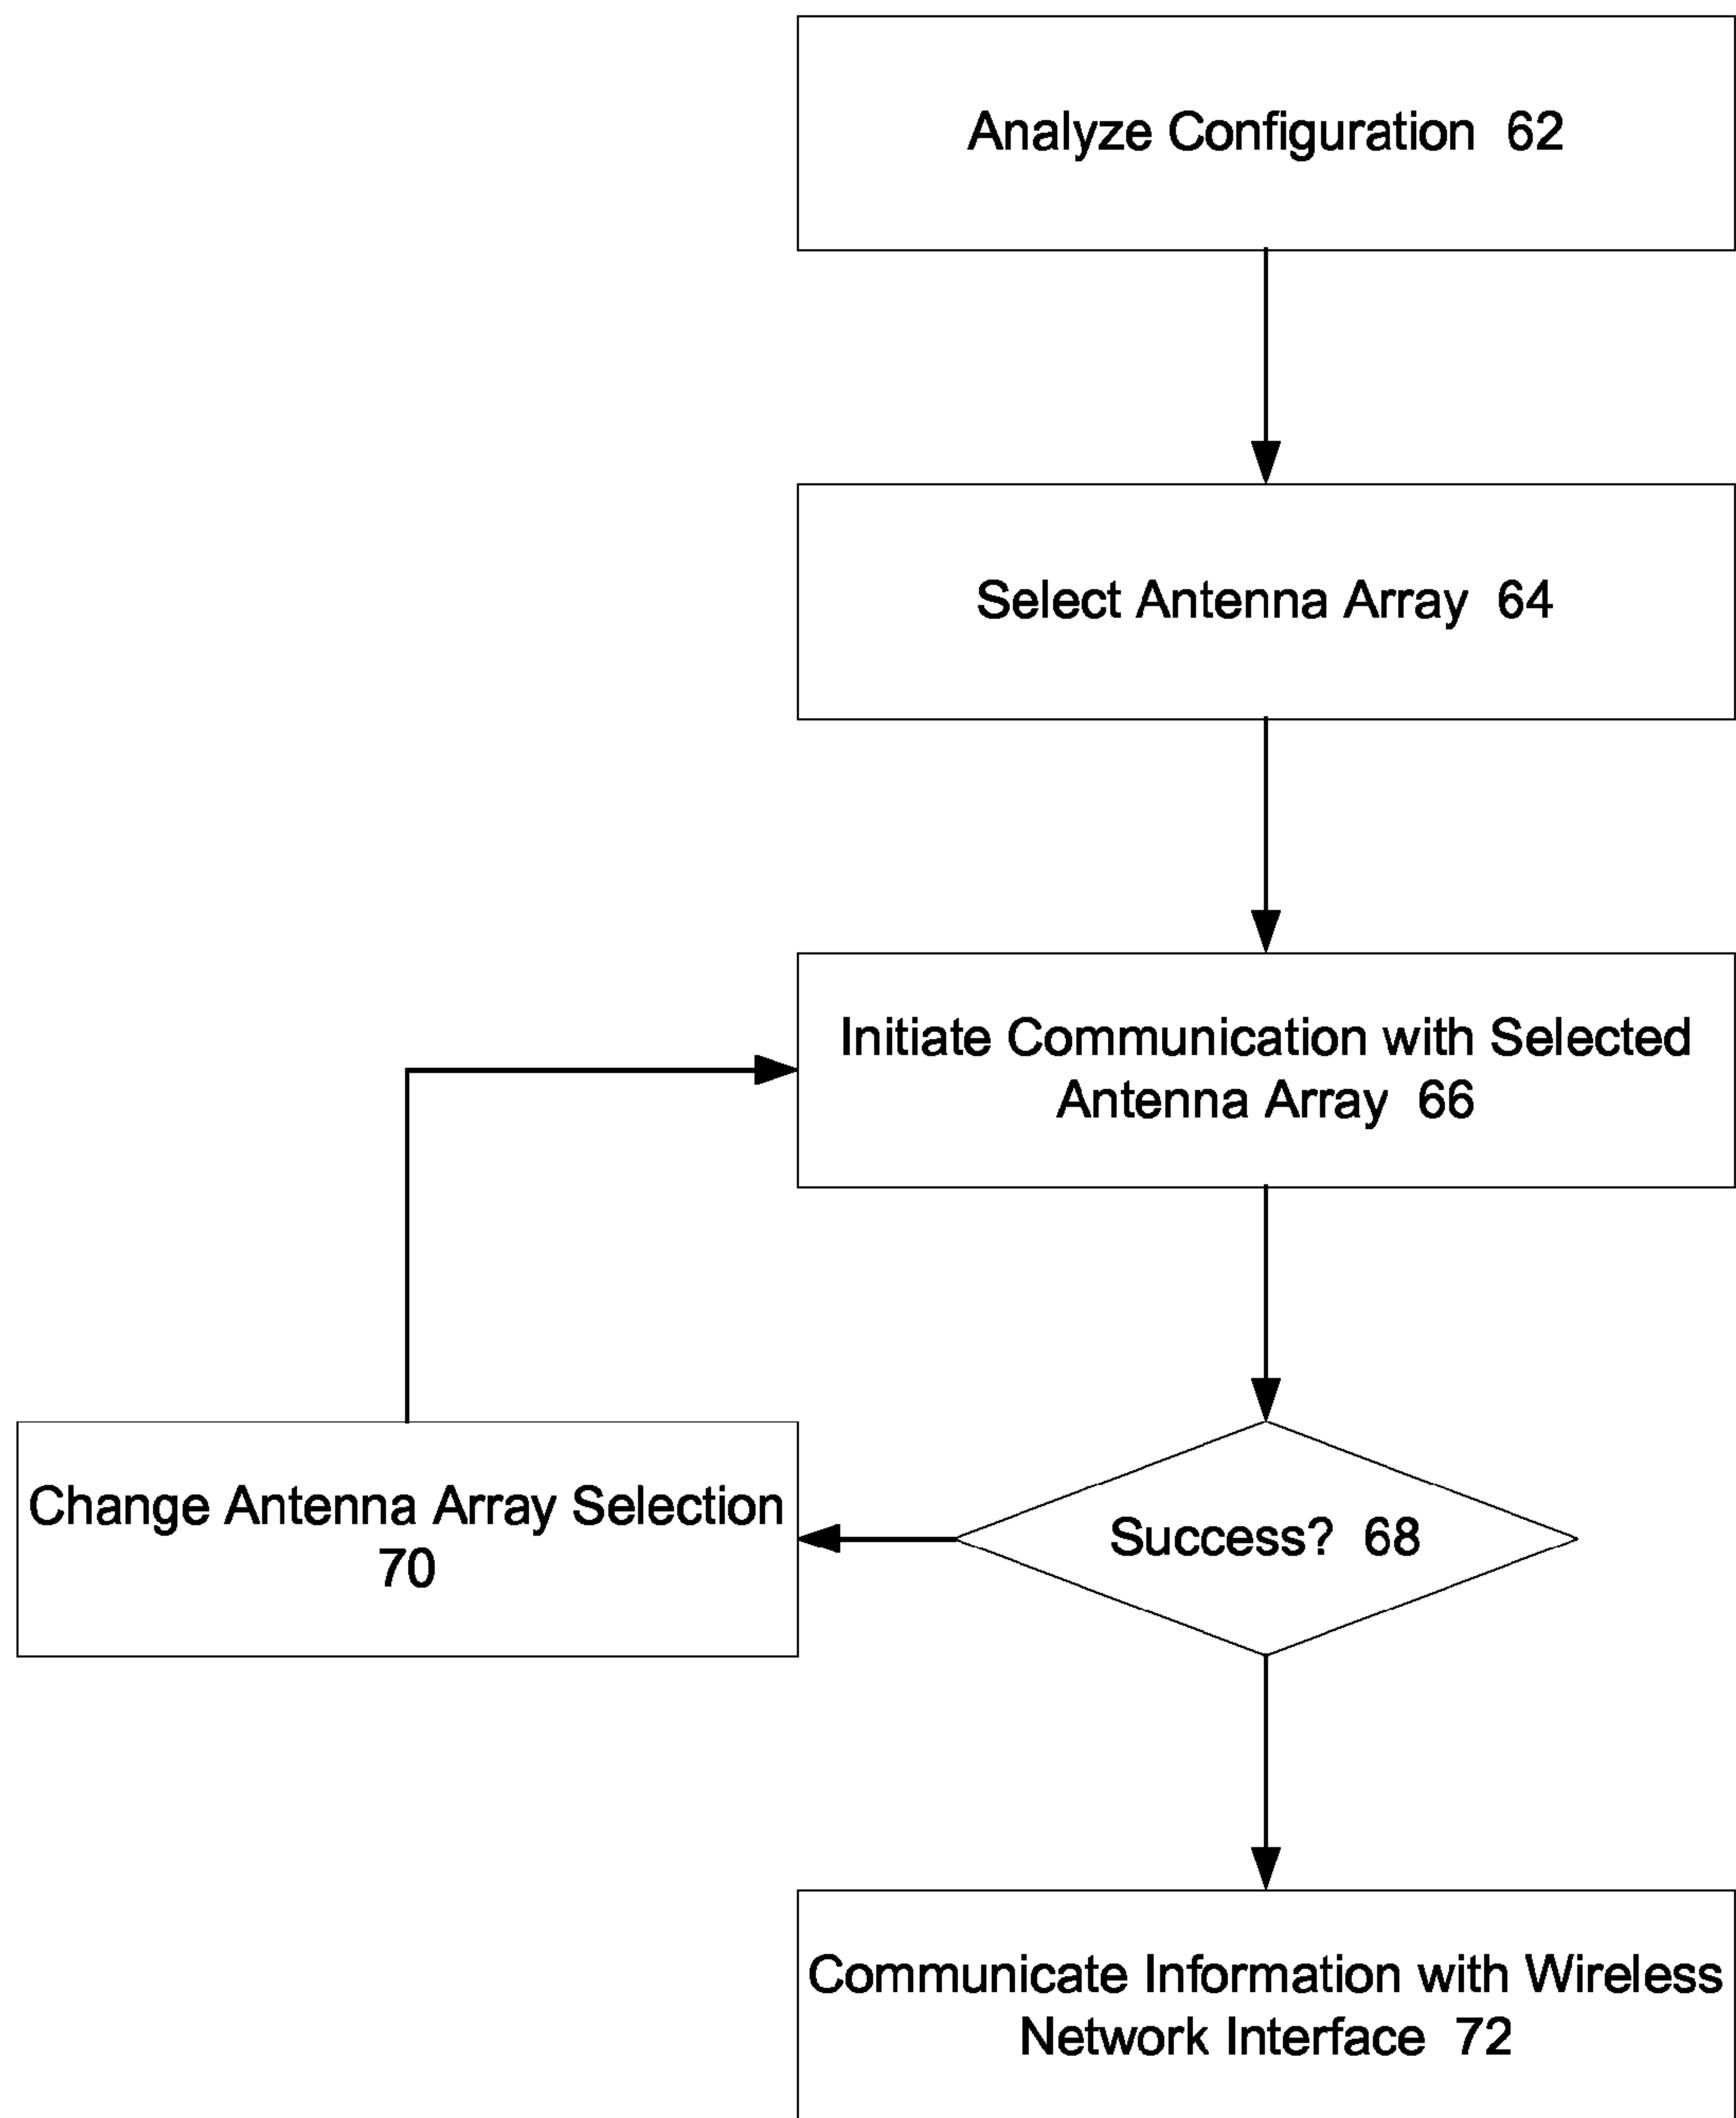 Analyze Configuration 62
Select Antenna Array 64
Initiate Communication with Selected
Antenna Array 66
Change Antenna Array Selection
70
Success? 68
Communicate Information with Wireless
Network Interface 72